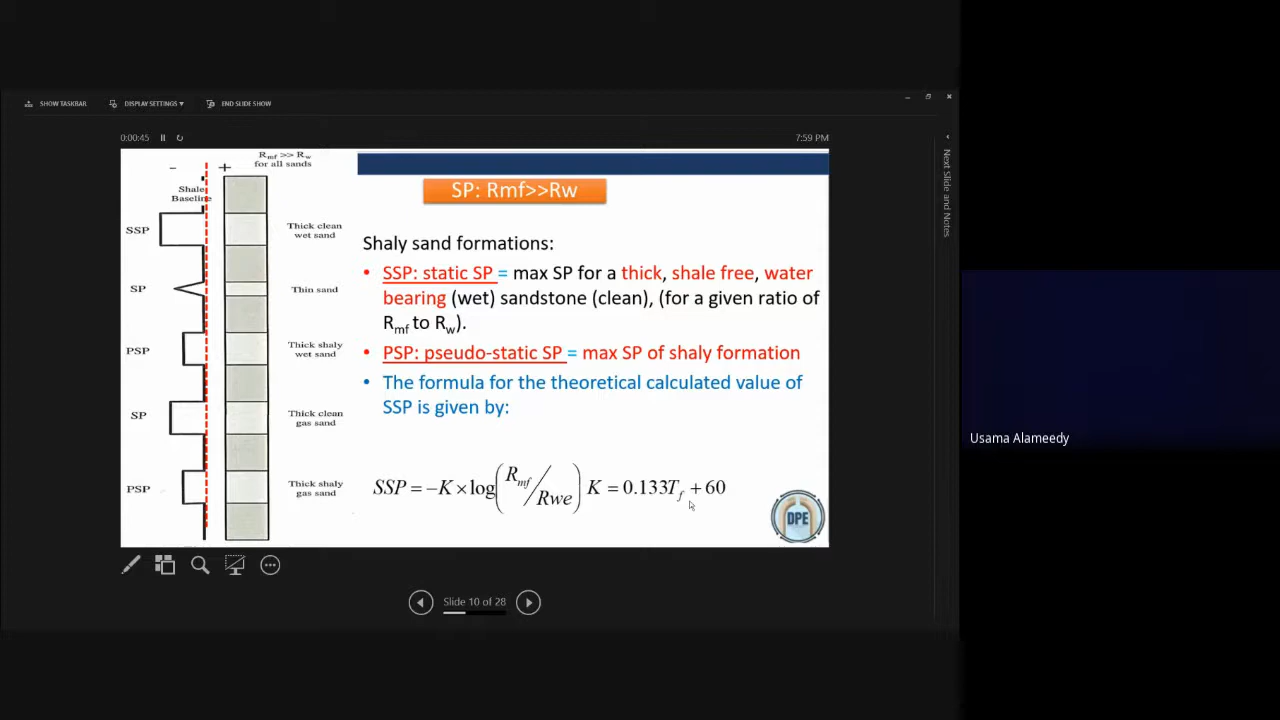 SHOW TASKBAR
DISPLAY SETTINGS ▾
END SLIDE SHOW
0:00:45
7:59 PM
Next Slide and Notes
Rmf >> Rw
for all sands
- +
Shale
Baseline
SSP
Thick clean
wet sand
SP
Thin sand
PSP
Thick shaly
wet sand
SP
Thick clean
gas sand
PSP
Thick shaly
gas sand
SP: Rmf>>Rw
Shaly sand formations:
• SSP: static SP = max SP for a thick, shale free, water
bearing (wet) sandstone (clean), (for a given ratio of
Rmf to Rw).
• PSP: pseudo-static SP = max SP of shaly formation
• The formula for the theoretical calculated value of
SSP is given by:
SSP = −K × log(Rmf/Rwe) K = 0.133Tf + 60
DPE
Slide 10 of 28
Usama Alameedy